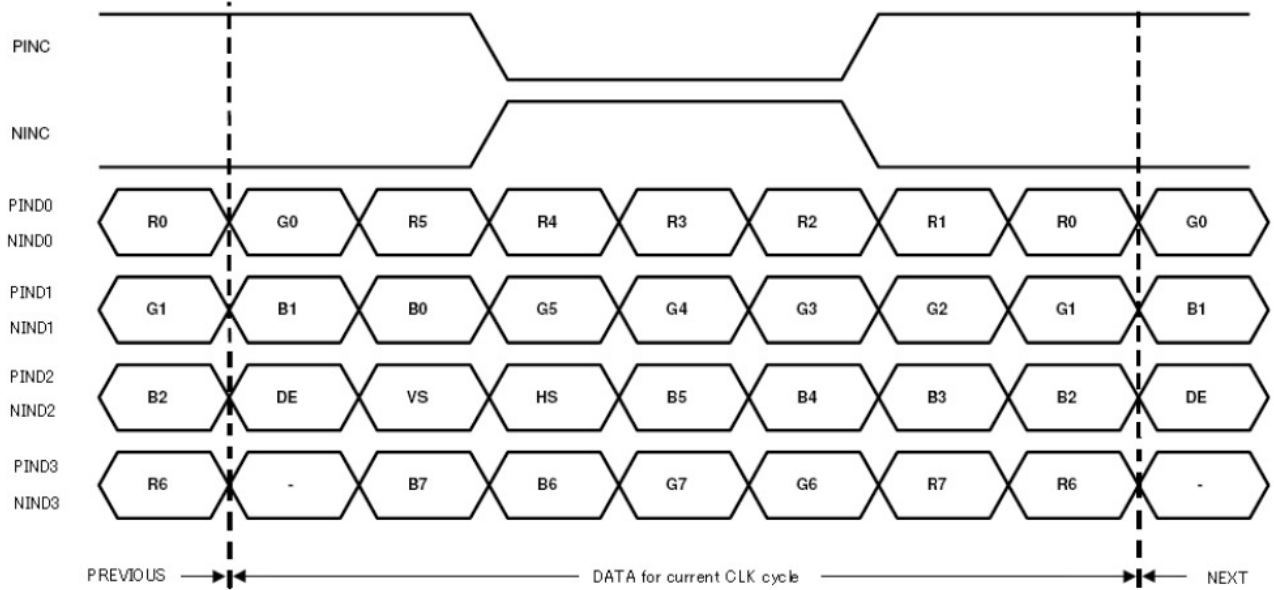 PINC
NINC
PIND0
NIND0
R0 G0 R5 R4 R3 R2 R1 R0 G0
PIND1
NIND1
G1 B1 B0 G5 G4 G3 G2 G1 B1
PIND2
NIND2
B2 DE VS HS B5 B4 B3 B2 DE
PIND3
NIND3
R6 - B7 B6 G7 G6 R7 R6 -
PREVIOUS DATA for current CLK cycle NEXT